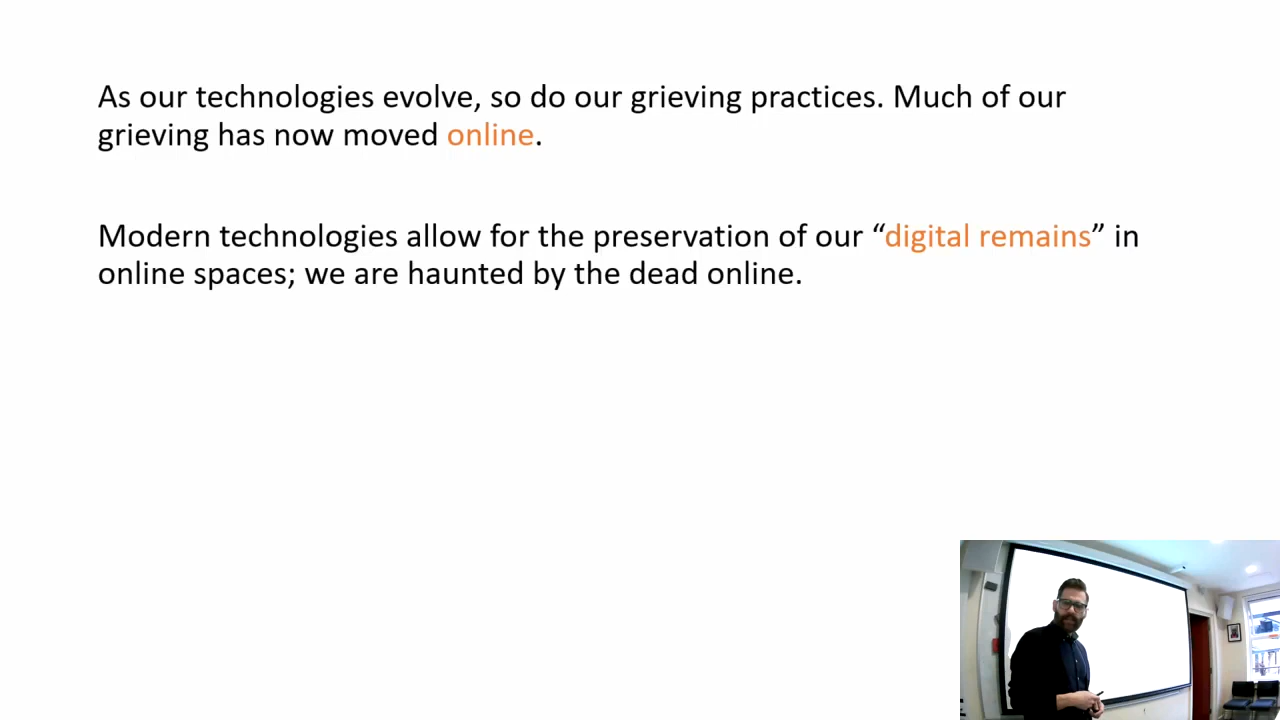 As our technologies evolve, so do our grieving practices. Much of our
grieving has now moved online.
Modern technologies allow for the preservation of our “digital remains” in
online spaces; we are haunted by the dead online.